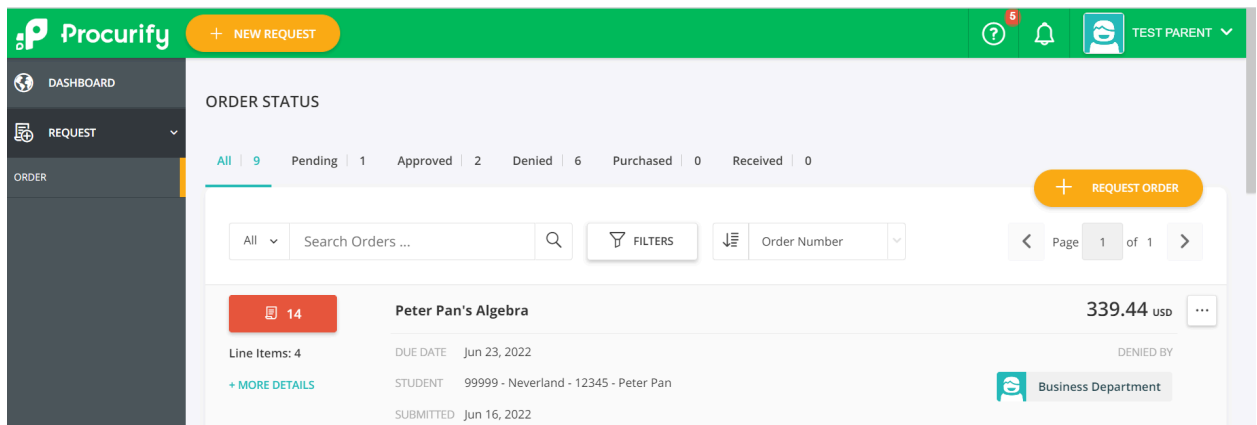 Procurify
+ NEW REQUEST
5
TEST PARENT
DASHBOARD
REQUEST
ORDER
ORDER STATUS
All | 9 Pending | 1 Approved | 2 Denied | 6 Purchased | 0 Received | 0
+ REQUEST ORDER
All Search Orders ... FILTERS Order Number Page 1 of 1
14 Peter Pan's Algebra 339.44 USD ...
Line Items: 4 DUE DATE Jun 23, 2022 DENIED BY
+ MORE DETAILS STUDENT 99999 - Neverland - 12345 - Peter Pan Business Department
SUBMITTED Jun 16, 2022